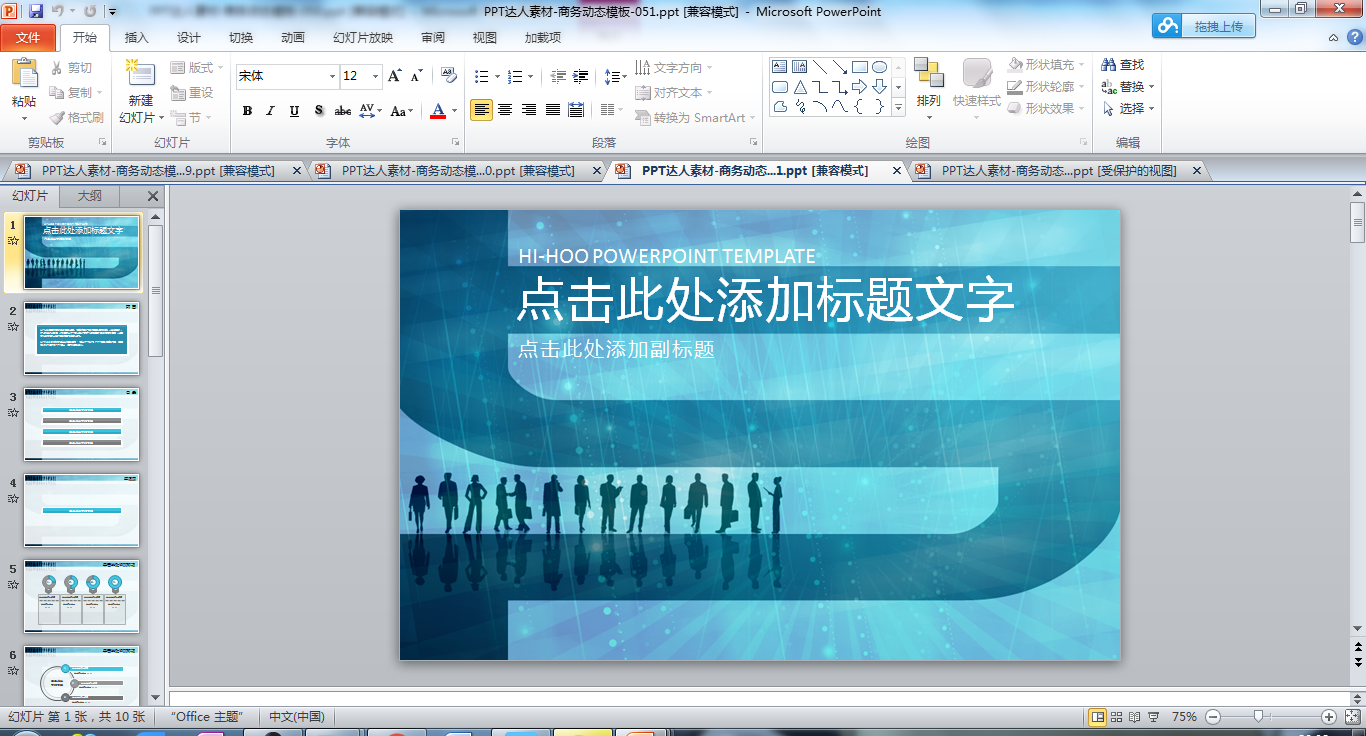 PPT达人素材-商务动态模板-051.ppt [兼容模式] - Microsoft PowerPoint
拖拽上传
文件 开始 插入 设计 切换 动画 幻灯片放映 审阅 视图 加载项
粘贴 剪切 复制 格式刷
剪贴板
新建幻灯片 版式 重设 节
幻灯片
宋体 12
B I U S abc AV Aa A
字体
文字方向
对齐文本
转换为 SmartArt
段落
排列 快速样式 形状填充 形状轮廓 形状效果
绘图
查找
替换
选择
编辑
PPT达人素材-商务动态模...9.ppt [兼容模式]
PPT达人素材-商务动态模...0.ppt [兼容模式]
PPT达人素材-商务动态...1.ppt [兼容模式]
PPT达人素材-商务动态...ppt [受保护的视图]
幻灯片 大纲
1
点击此处添加标题文字
2
3
4
5
6
HI-HOO POWERPOINT TEMPLATE
点击此处添加标题文字
点击此处添加副标题
幻灯片 第 1 张，共 10 张 "Office 主题" 中文(中国) 75%